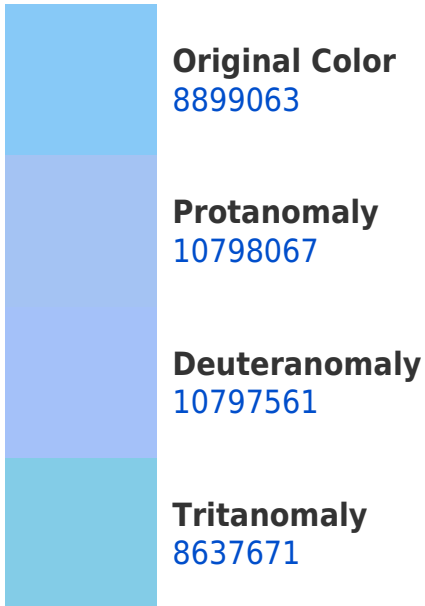 Original Color
8899063
Protanomaly
10798067
Deuteranomaly
10797561
Tritanomaly
8637671